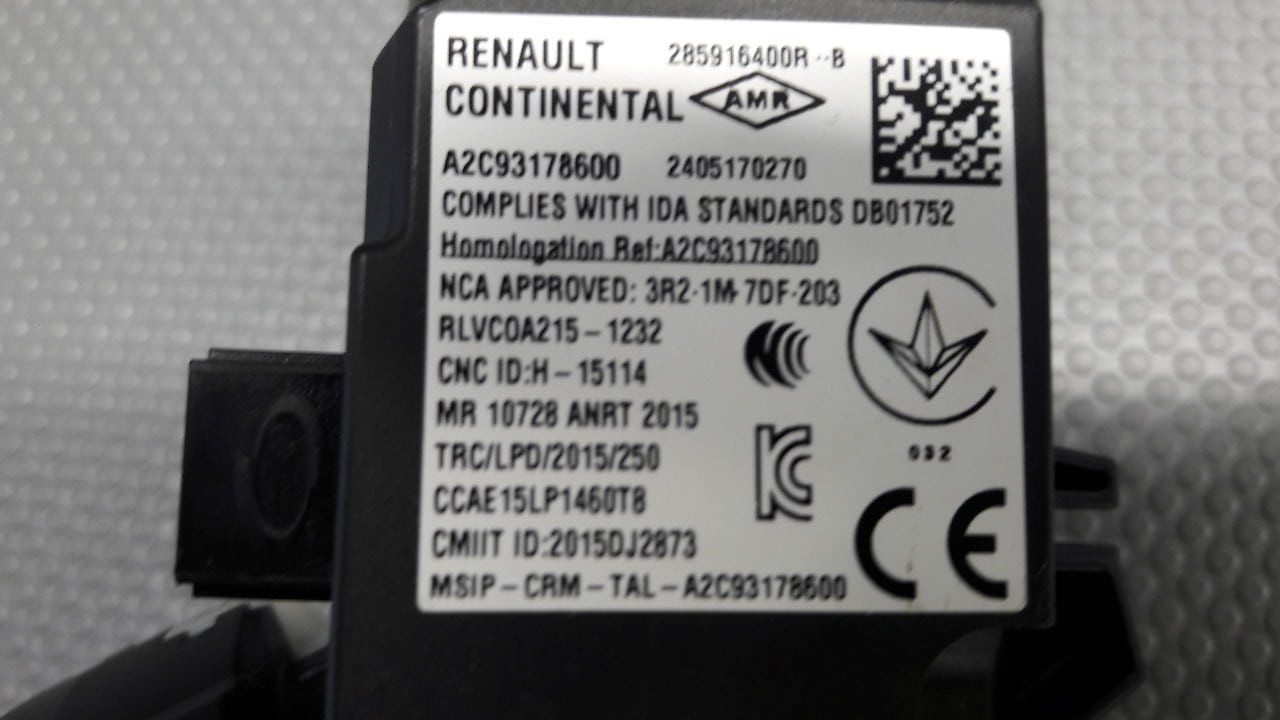 RENAULT 285916400R--B
CONTINENTAL AMR
A2C93178600 2405170270
COMPLIES WITH IDA STANDARDS DB01752
Homologation Ref:A2C93178600
NCA APPROVED: 3R2-1M-7DF-203
RLVCOA215-1232
CNC ID:H-15114
MR 10728 ANRT 2015
TRC/LPD/2015/250
032
CCAE15LP1460T8
CE
CMIIT ID:2015DJ2873
MSIP-CRM-TAL-A2C93178600